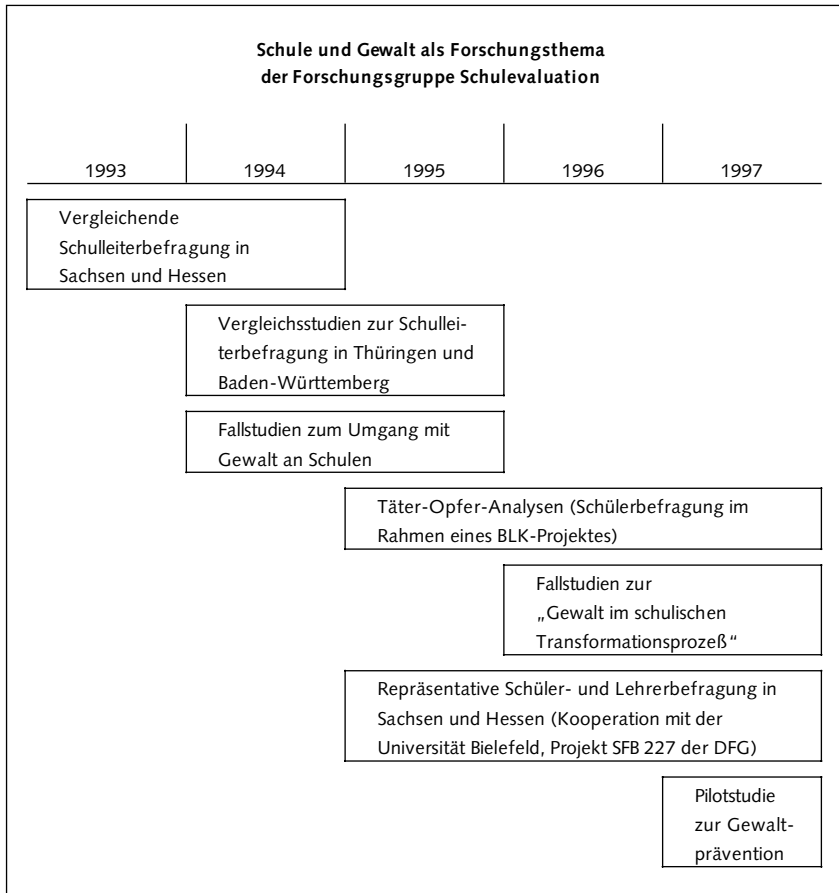 Schule und Gewalt als Forschungsthema
der Forschungsgruppe Schulevaluation
1993 1994 1995 1996 1997
Vergleichende
Schulleiterbefragung in
Sachsen und Hessen
Vergleichsstudien zur Schullei-
terbefragung in Thüringen und
Baden-Württemberg
Fallstudien zum Umgang mit
Gewalt an Schulen
Täter-Opfer-Analysen (Schülerbefragung im
Rahmen eines BLK-Projektes)
Fallstudien zur
„Gewalt im schulischen
Transformationsprozeß“
Repräsentative Schüler- und Lehrerbefragung in
Sachsen und Hessen (Kooperation mit der
Universität Bielefeld, Projekt SFB 227 der DFG)
Pilotstudie
zur Gewalt-
prävention